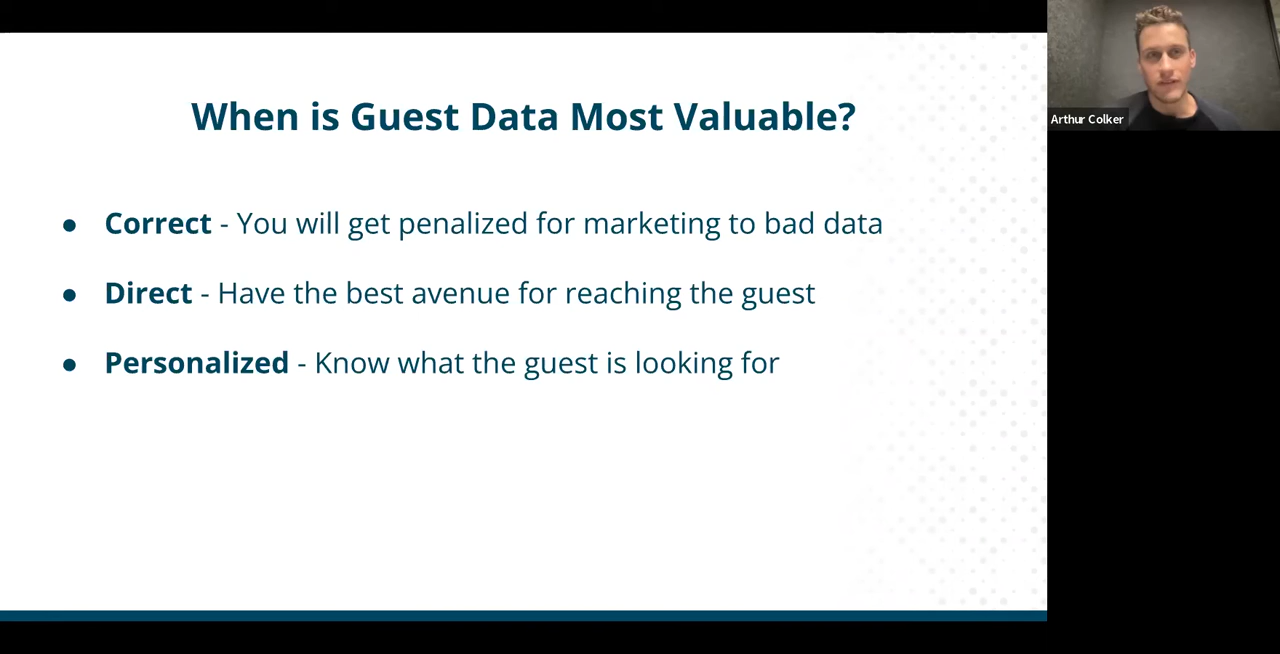 When is Guest Data Most Valuable?
● Correct - You will get penalized for marketing to bad data
● Direct - Have the best avenue for reaching the guest
● Personalized - Know what the guest is looking for
Arthur Colker